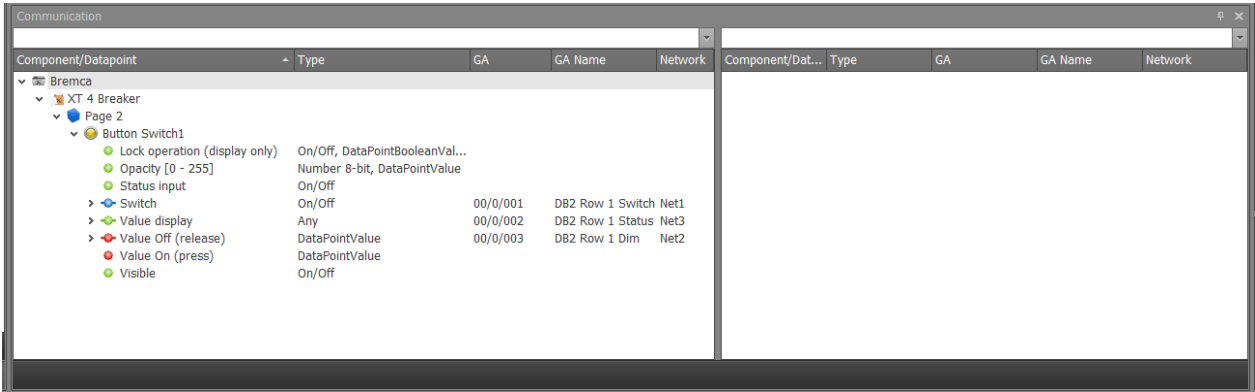 Communication
Component/Datapoint Type GA GA Name Network Component/Dat... Type GA GA Name Network
Bremca
XT 4 Breaker
Page 2
Button Switch1
Lock operation (display only) On/Off, DataPointBooleanVal...
Opacity [0 - 255] Number 8-bit, DataPointValue
Status input On/Off
Switch On/Off 00/0/001 DB2 Row 1 Switch Net1
Value display Any 00/0/002 DB2 Row 1 Status Net3
Value Off (release) DataPointValue 00/0/003 DB2 Row 1 Dim Net2
Value On (press) DataPointValue
Visible On/Off